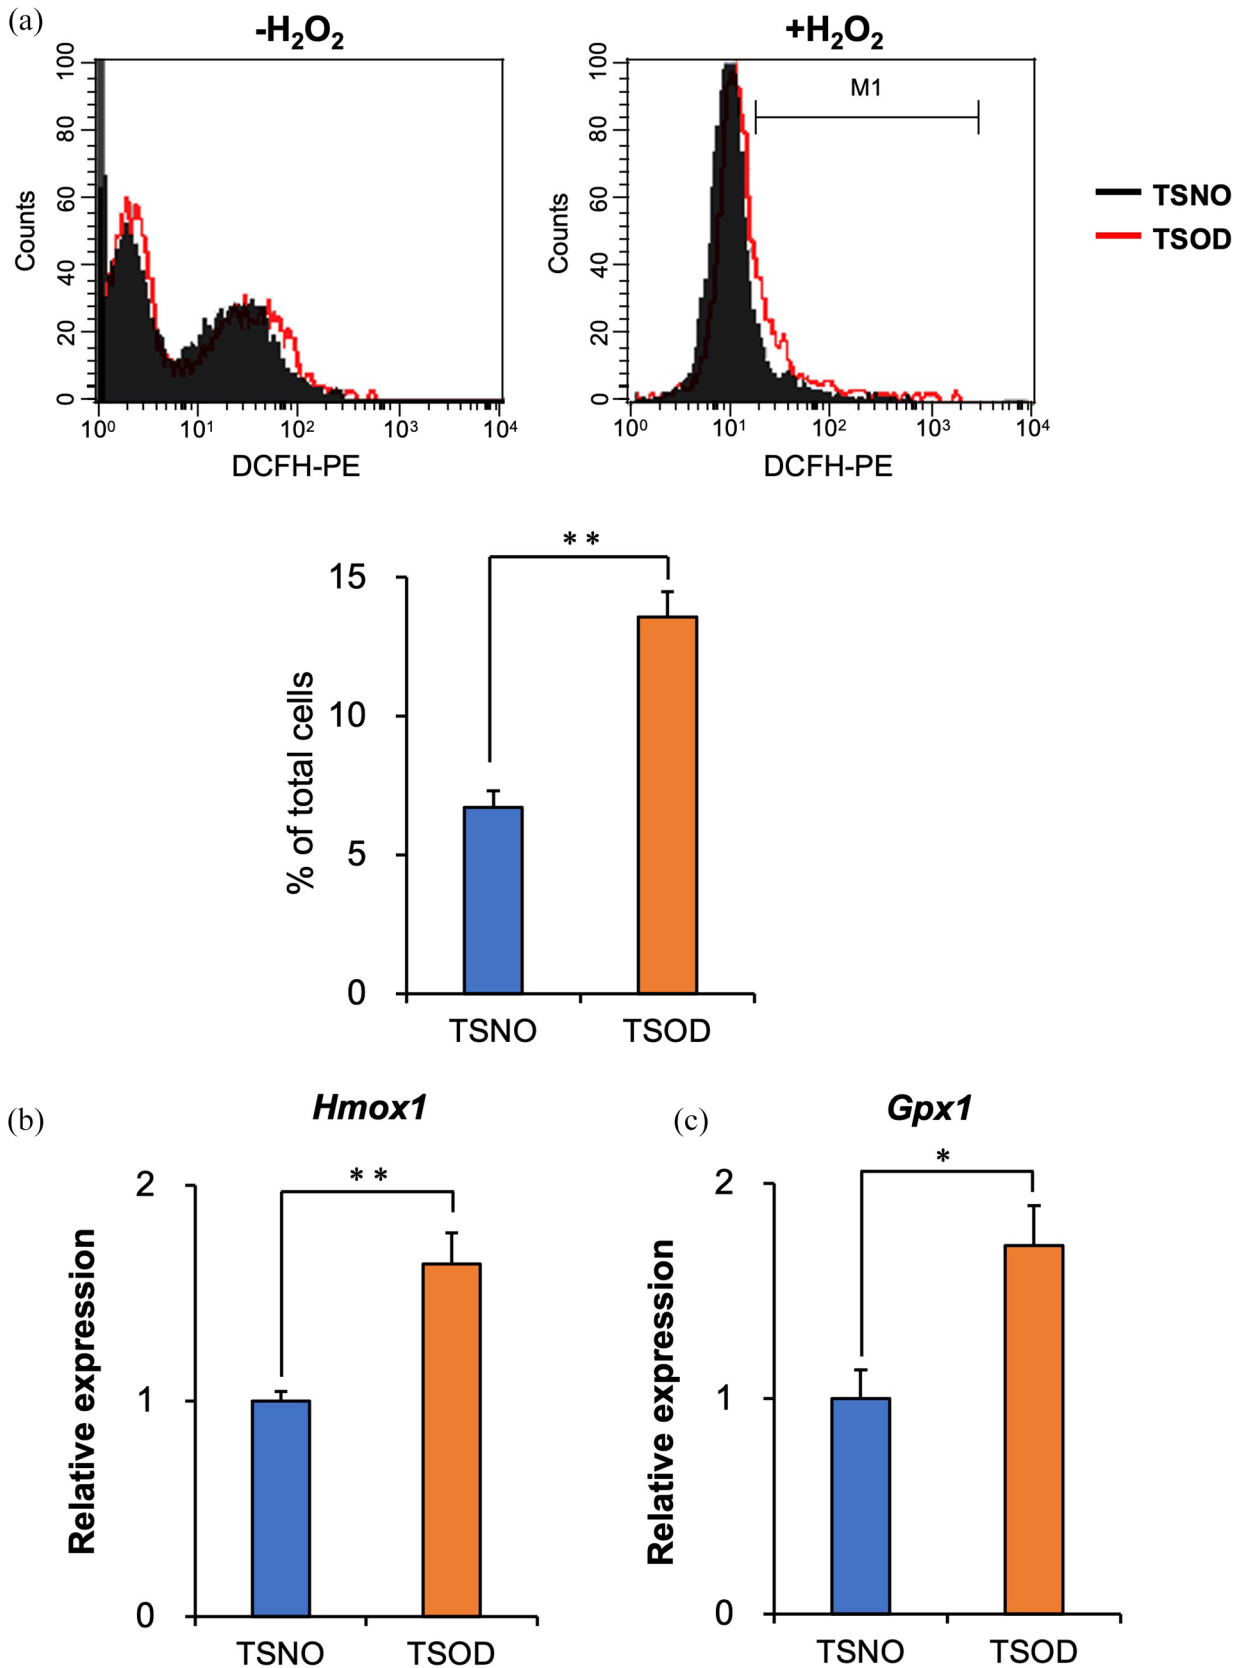 (a)
-H₂O₂
+H₂O₂
100
80
60
40
20
0
Counts
10⁰ 10¹ 10² 10³ 10⁴
DCFH-PE
100
80
60
40
20
0
Counts
M1
10⁰ 10¹ 10² 10³ 10⁴
DCFH-PE
TSNO
TSOD
**
15
10
5
0
% of total cells
TSNO TSOD
(b)
Hmox1
**
2
1
0
Relative expression
TSNO TSOD
(c)
Gpx1
*
2
1
0
Relative expression
TSNO TSOD